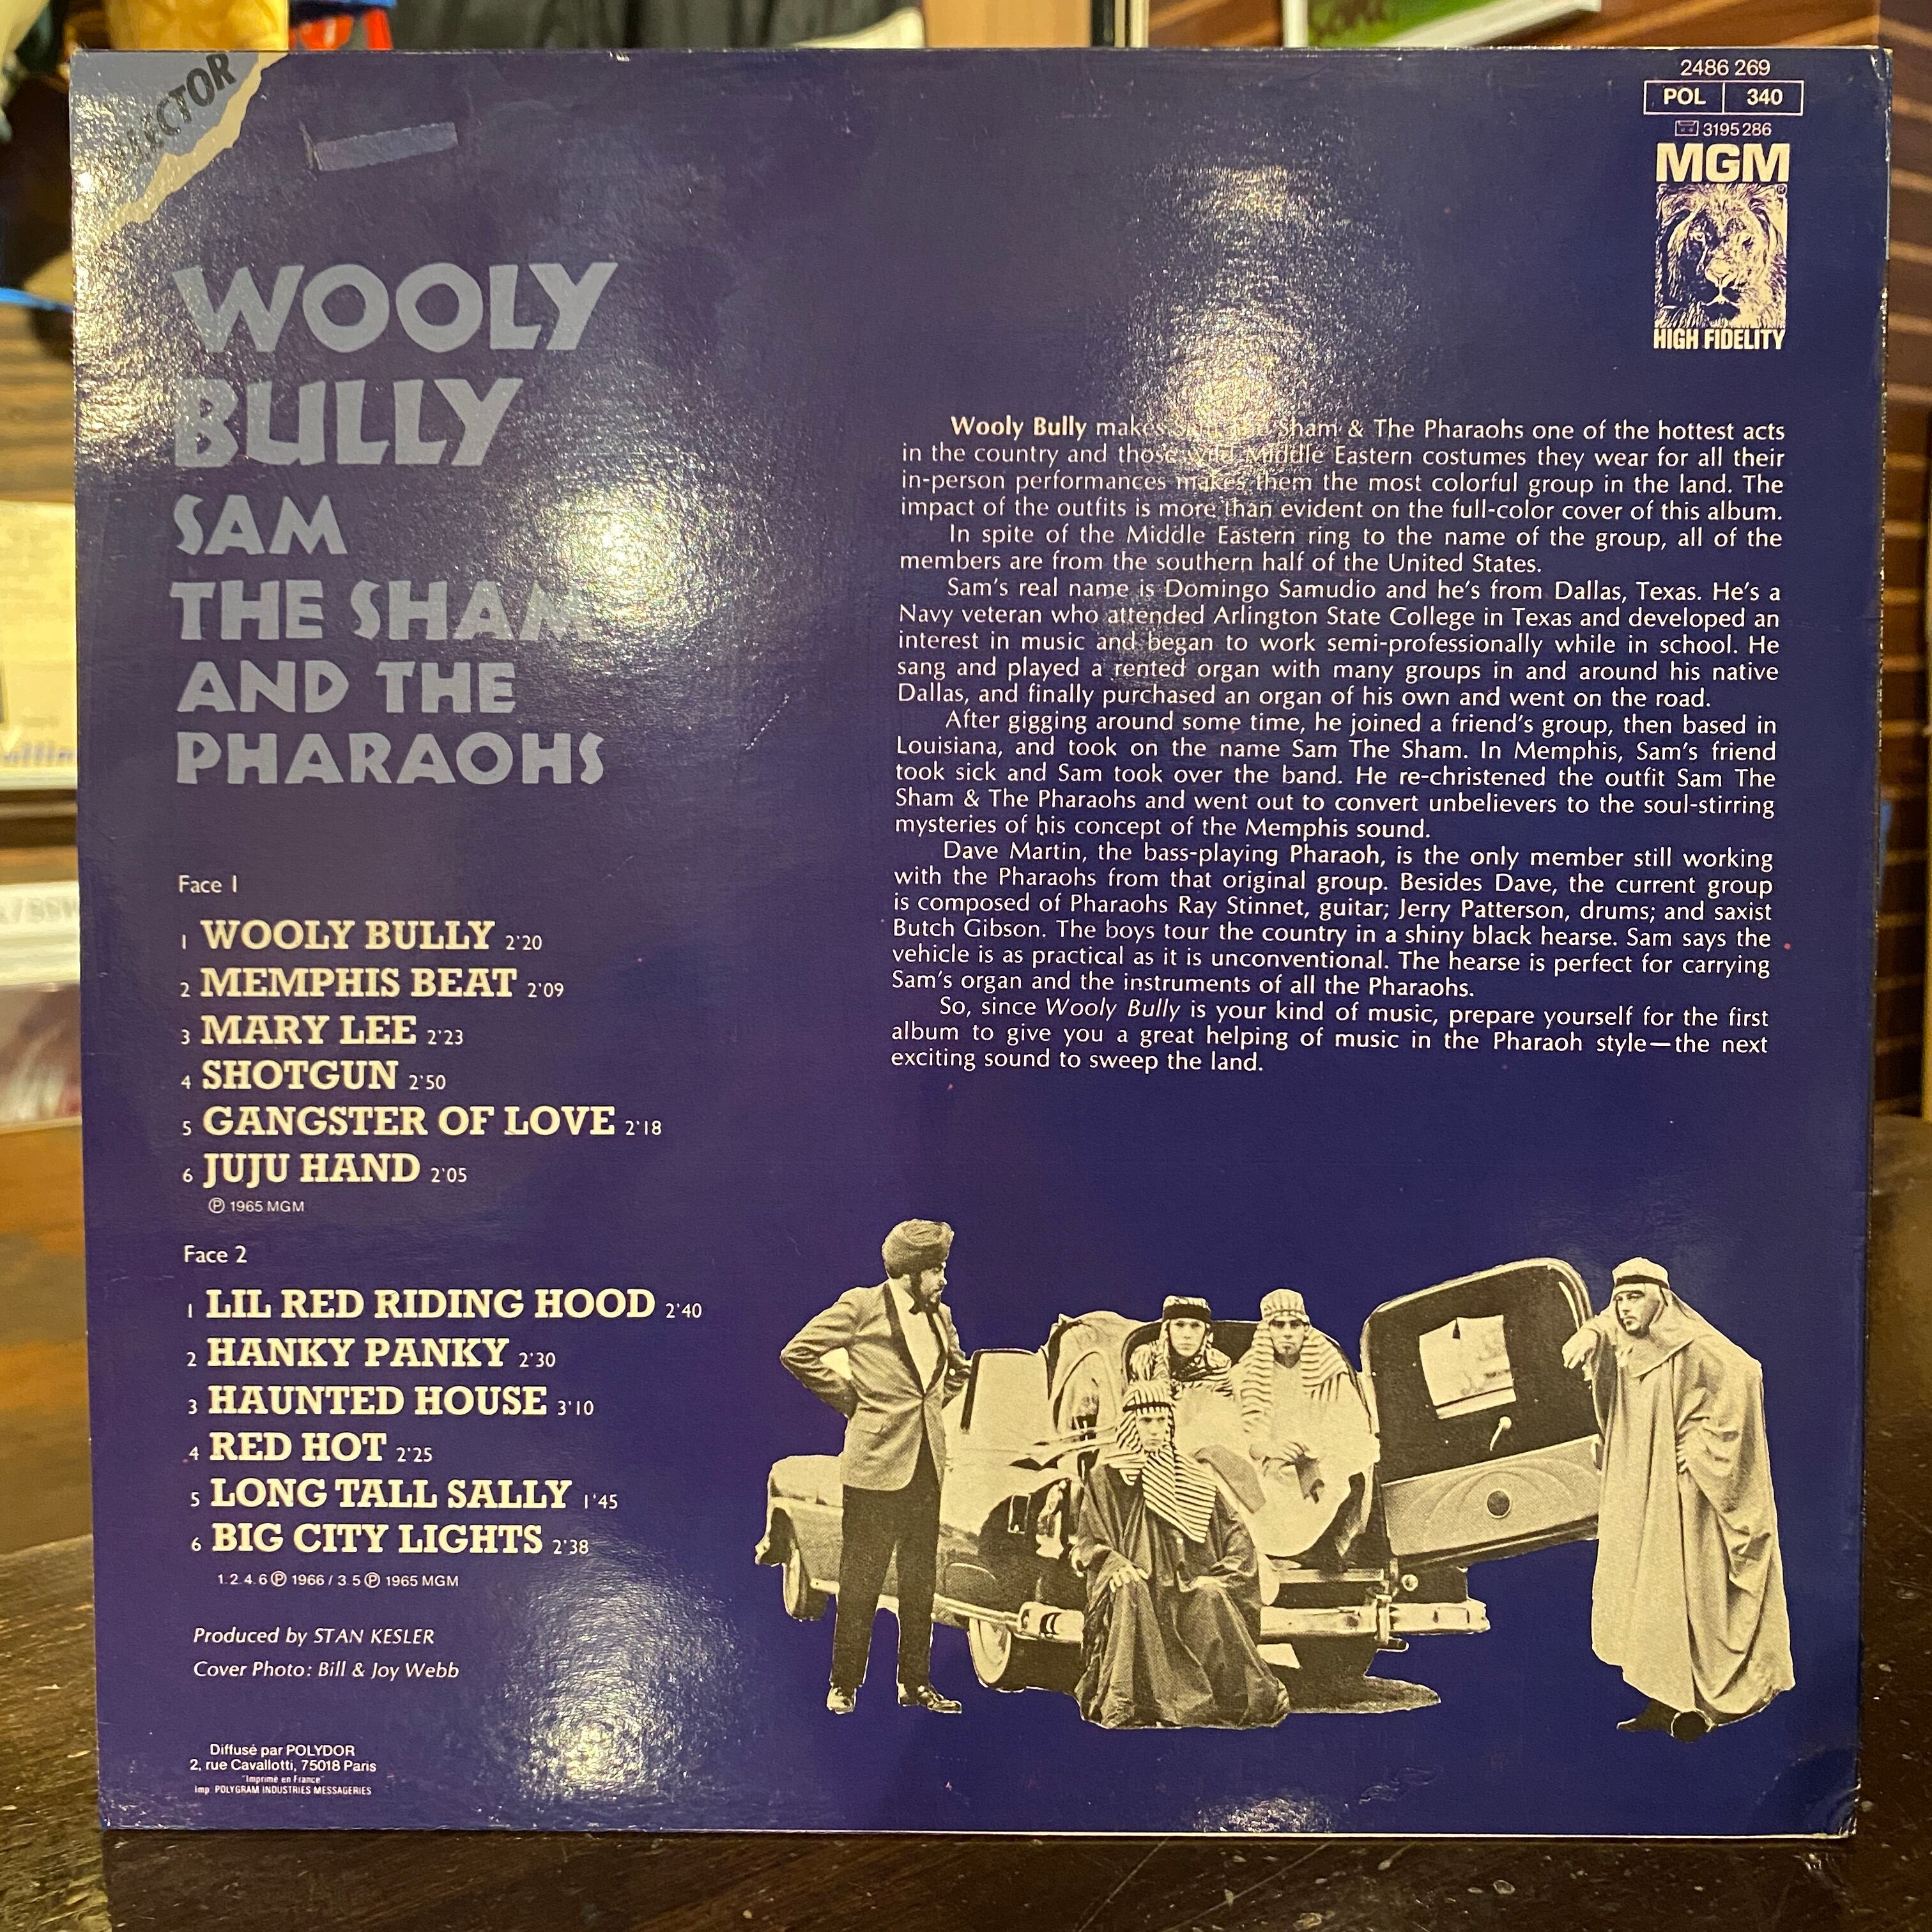 2486 269
POL 340
3195 286
MGM
HIGH FIDELITY
WOOLY
BULLY
SAM
THE SHAM
AND THE
PHARAOHS
Face 1
1 WOOLY BULLY 2'20
2 MEMPHIS BEAT 2'09
3 MARY LEE 2'23
4 SHOTGUN 2'50
5 GANGSTER OF LOVE 2'18
6 JUJU HAND 2'05
℗ 1965 MGM
Face 2
1 LIL RED RIDING HOOD 2'40
2 HANKY PANKY 2'30
3 HAUNTED HOUSE 3'10
4 RED HOT 2'25
5 LONG TALL SALLY 1'45
6 BIG CITY LIGHTS 2'38
1.2.4.6 ℗ 1966 / 3.5 ℗ 1965 MGM
Produced by STAN KESLER
Cover Photo: Bill & Joy Webb
Diffusé par POLYDOR
2, rue Cavallotti, 75018 Paris
"Imprimé en France"
Imp. POLYGRAM INDUSTRIES MESSAGERIES
Wooly Bully makes Sam The Sham & The Pharaohs one of the hottest acts
in the country and those wild Middle Eastern costumes they wear for all their
in-person performances makes them the most colorful group in the land. The
impact of the outfits is more than evident on the full-color cover of this album.
In spite of the Middle Eastern ring to the name of the group, all of the
members are from the southern half of the United States.
Sam's real name is Domingo Samudio and he's from Dallas, Texas. He's a
Navy veteran who attended Arlington State College in Texas and developed an
interest in music and began to work semi-professionally while in school. He
sang and played a rented organ with many groups in and around his native
Dallas, and finally purchased an organ of his own and went on the road.
After gigging around some time, he joined a friend's group, then based in
Louisiana, and took on the name Sam The Sham. In Memphis, Sam's friend
took sick and Sam took over the band. He re-christened the outfit Sam The
Sham & The Pharaohs and went out to convert unbelievers to the soul-stirring
mysteries of his concept of the Memphis sound.
Dave Martin, the bass-playing Pharaoh, is the only member still working
with the Pharaohs from that original group. Besides Dave, the current group
is composed of Pharaohs Ray Stinnet, guitar; Jerry Patterson, drums; and saxist
Butch Gibson. The boys tour the country in a shiny black hearse. Sam says the
vehicle is as practical as it is unconventional. The hearse is perfect for carrying
Sam's organ and the instruments of all the Pharaohs.
So, since Wooly Bully is your kind of music, prepare yourself for the first
album to give you a great helping of music in the Pharaoh style—the next
exciting sound to sweep the land.